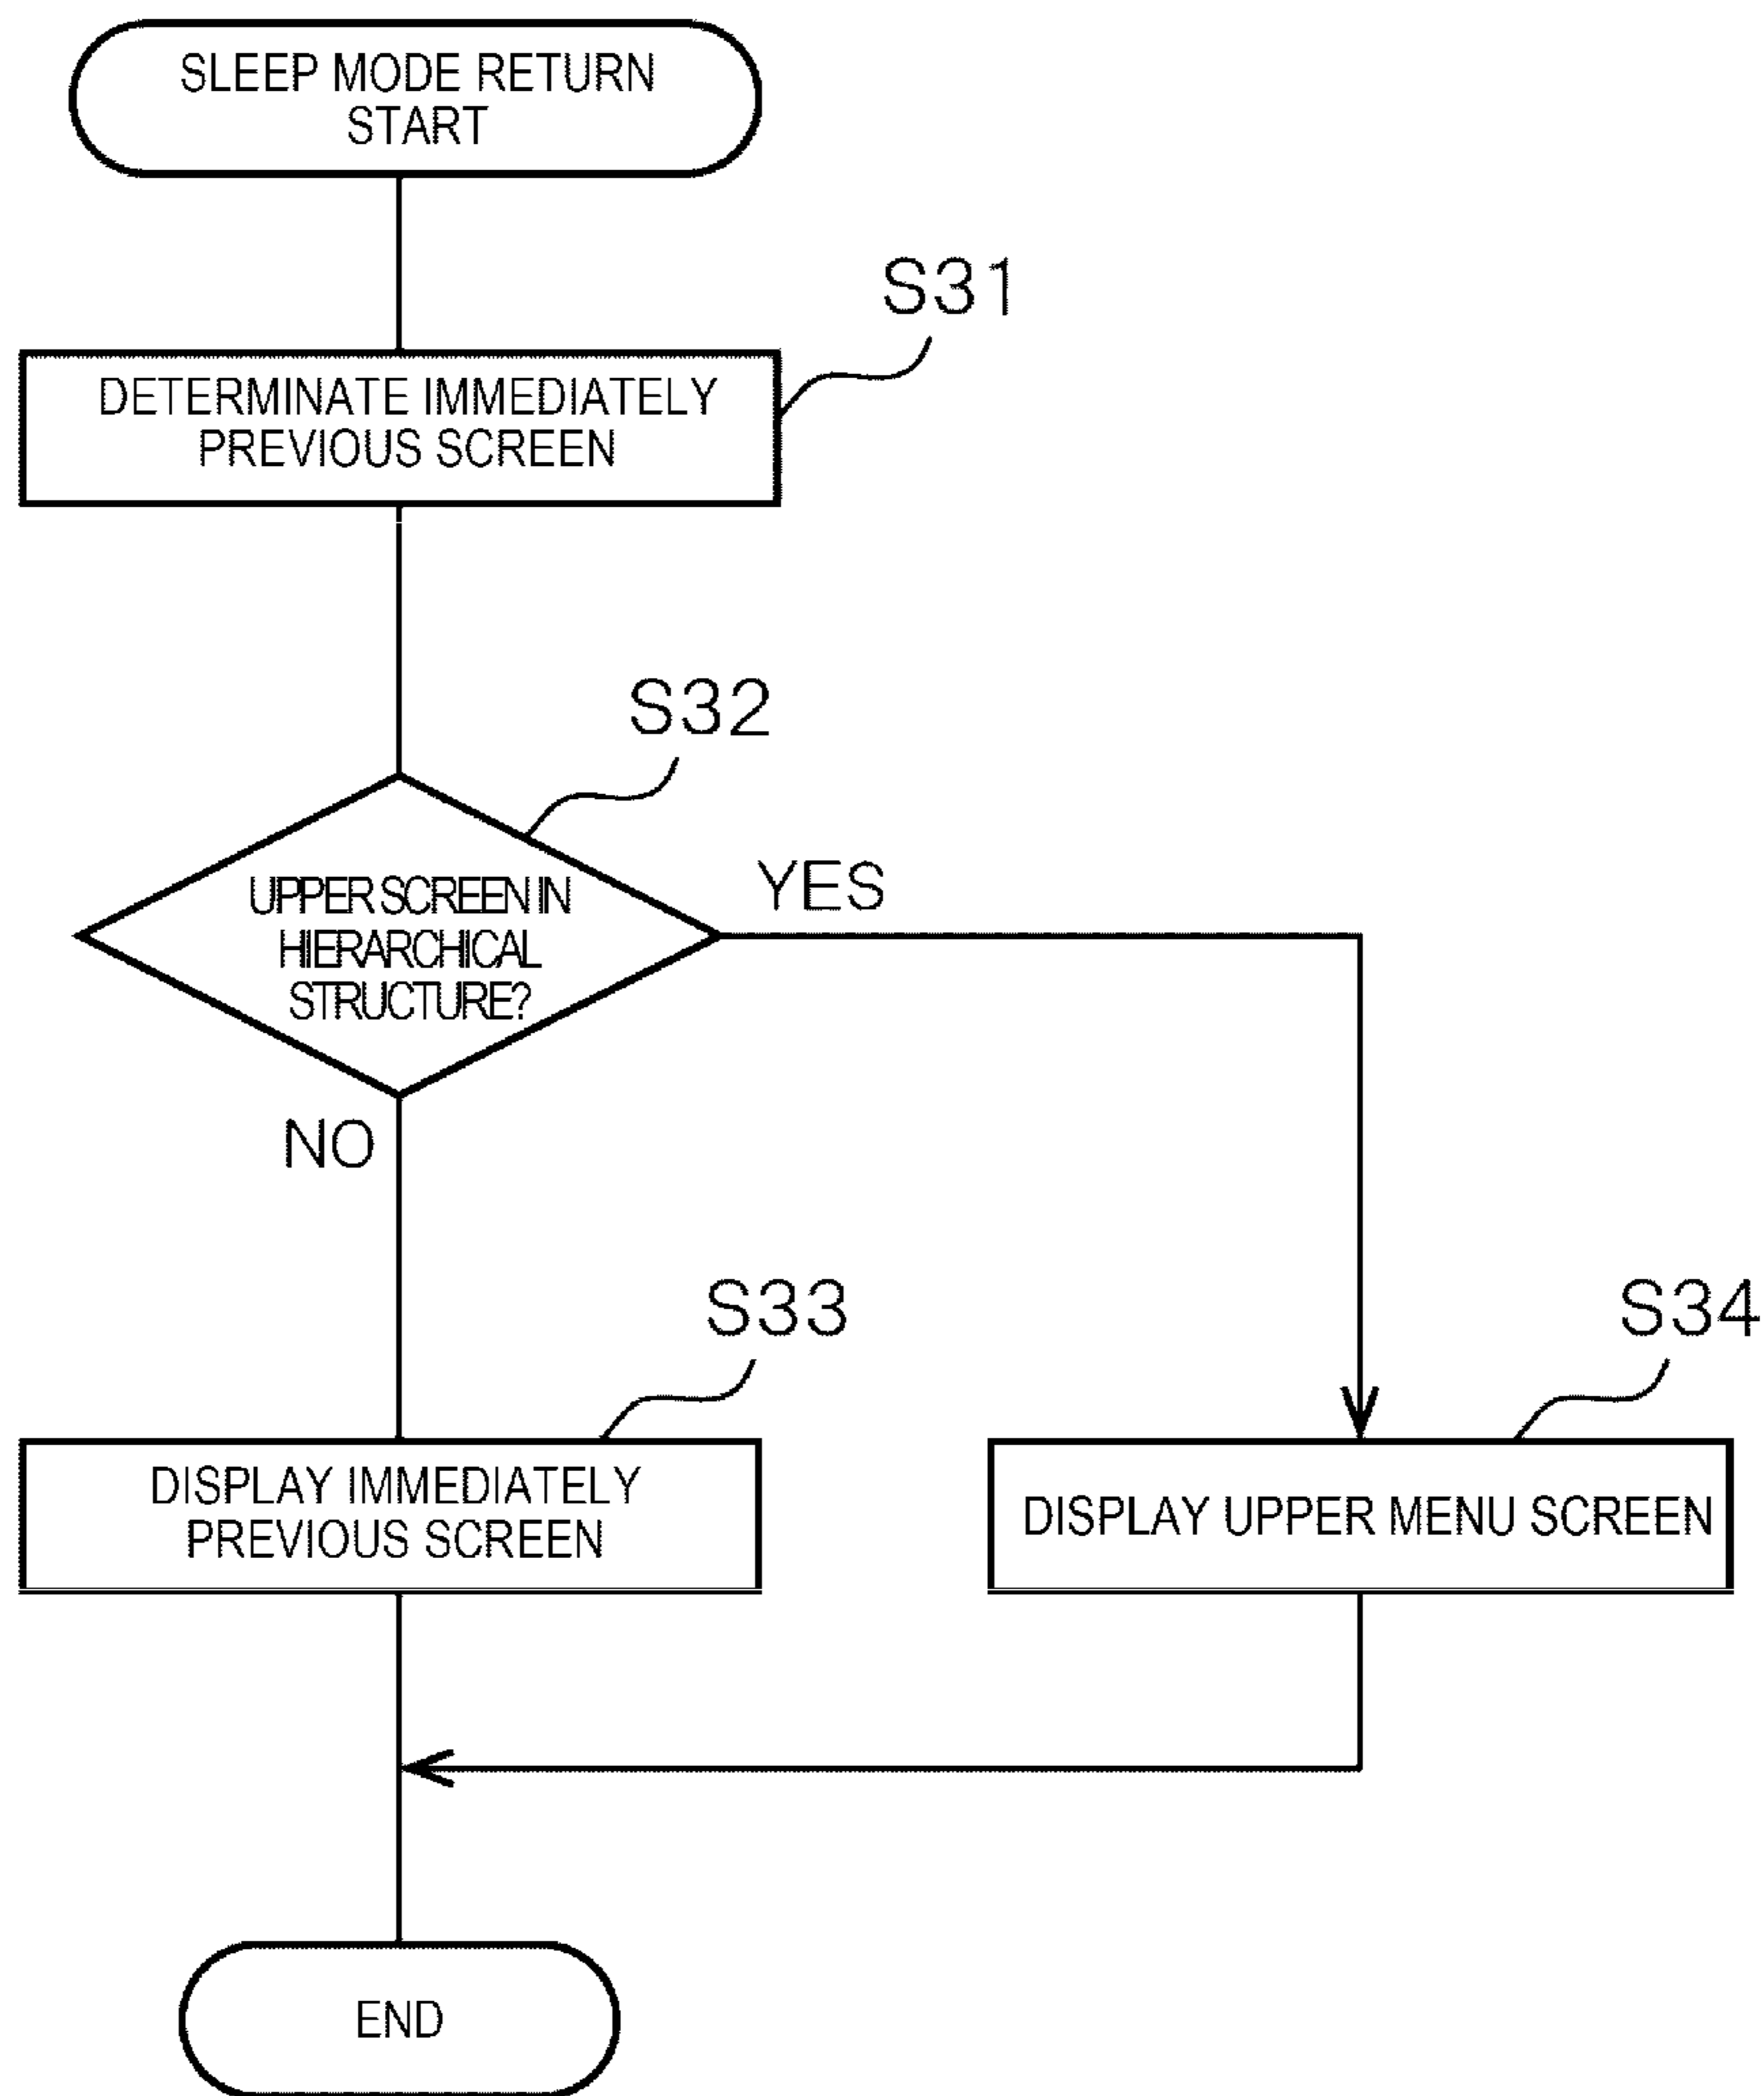 SLEEP MODE RETURN
START
S31
DETERMINATE IMMEDIATELY
PREVIOUS SCREEN
S32
UPPER SCREEN IN
HIERARCHICAL
STRUCTURE?
YES
NO
S33
DISPLAY IMMEDIATELY
PREVIOUS SCREEN
S34
DISPLAY UPPER MENU SCREEN
END